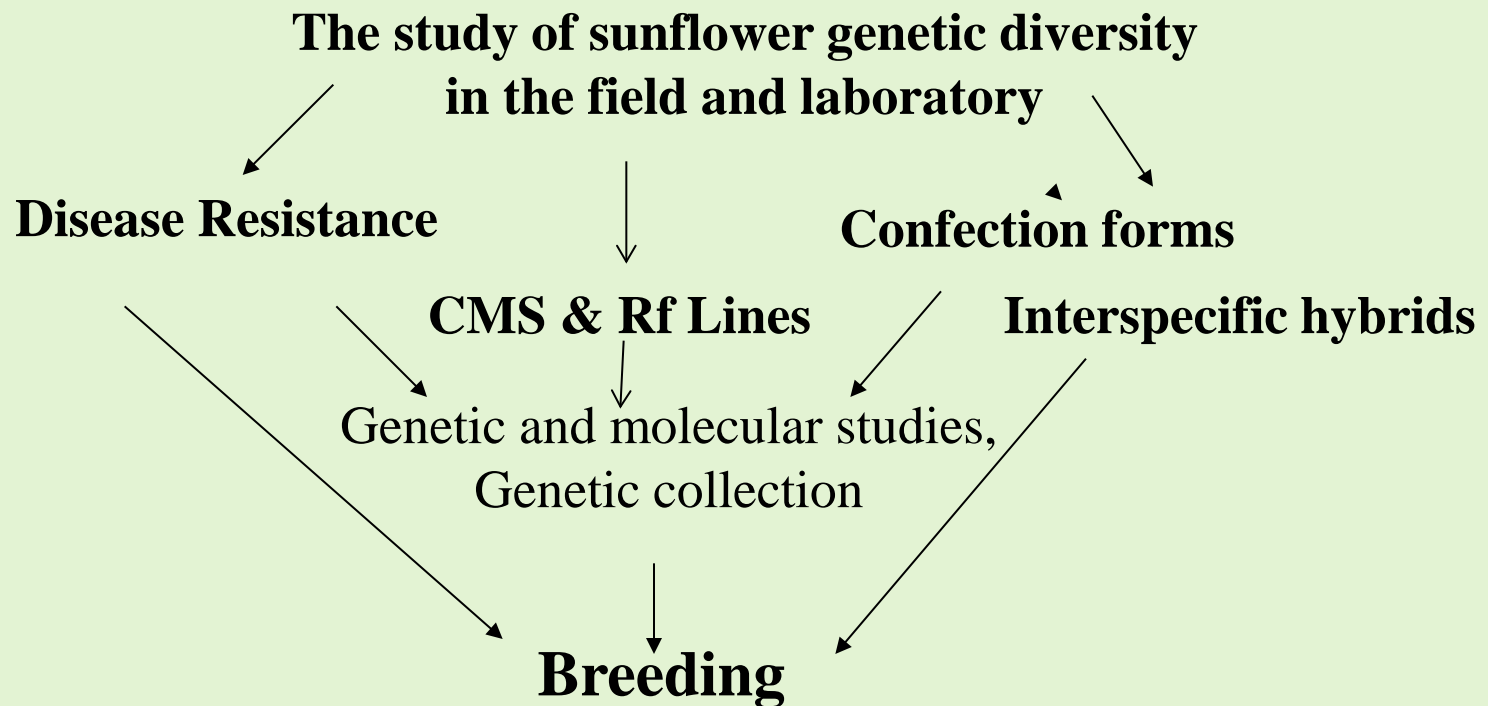 The study of sunflower genetic diversity
in the field and laboratory
Disease Resistance
Confection forms
CMS & Rf Lines
Interspecific hybrids
Genetic and molecular studies,
Genetic collection
Breeding